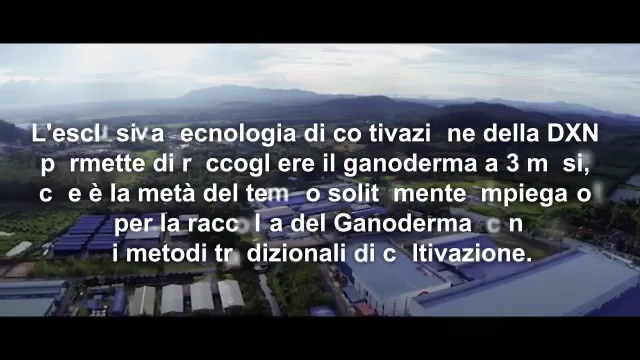 L'escl siva ecnologia di co tivazi ne della DXN
p rmette di r ccogl ere il ganoderma a 3 m si,
c e è la metà del tem o solit mente mpiega o
per la racco l a del Ganoderma c n
i metodi tr dizionali di c ltivazione.